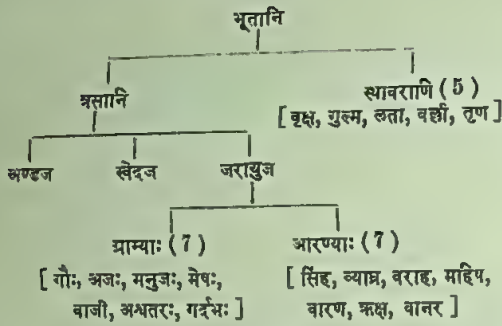 भूतानि
त्रसानि
स्थावराणि (5)
[ वृक्ष, गुल्म, लता, वल्ली, तृण ]
अण्डज
स्वेदज
जरायुज
ग्राम्याः (7)
[ गौः, अजः, मनुजः, मेषः,
वाजी, अश्वतरः, गर्दभः ]
आरण्याः (7)
[ सिंह, व्याघ्र, वराह, महिष,
वारण, ऋक्ष, वानर ]